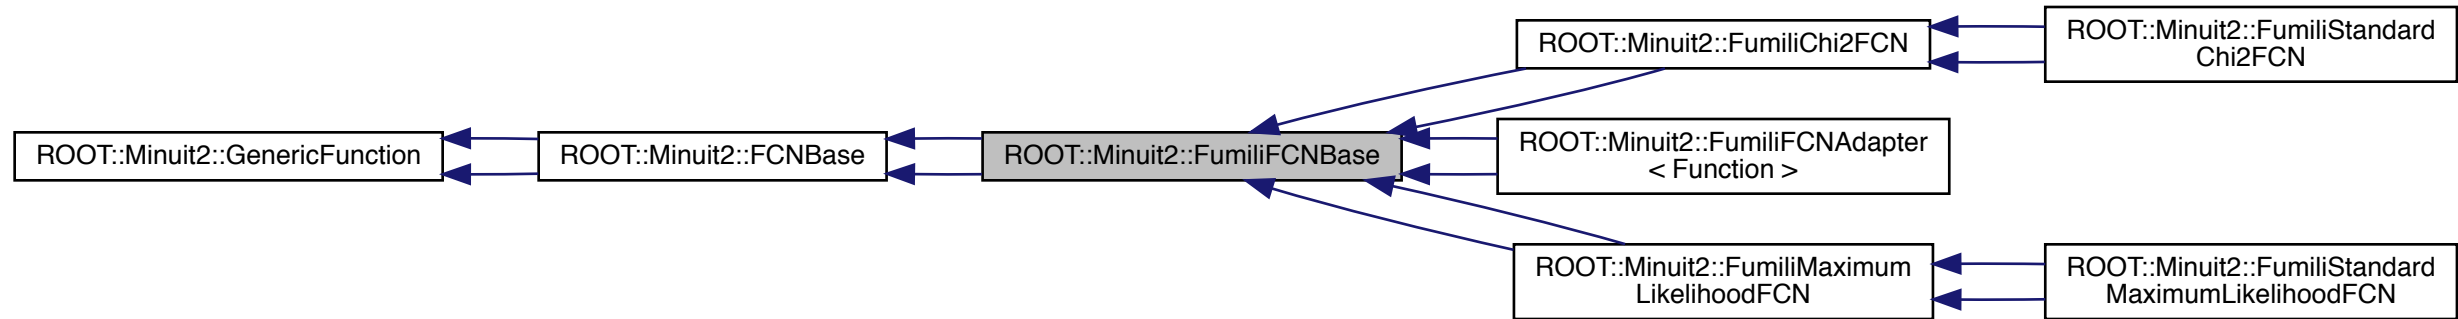 ROOT::Minuit2::GenericFunction
ROOT::Minuit2::FCNBase
ROOT::Minuit2::FumiliFCNBase
ROOT::Minuit2::FumiliChi2FCN
ROOT::Minuit2::FumiliStandard
Chi2FCN
ROOT::Minuit2::FumiliFCNAdapter
< Function >
ROOT::Minuit2::FumiliMaximum
LikelihoodFCN
ROOT::Minuit2::FumiliStandard
MaximumLikelihoodFCN